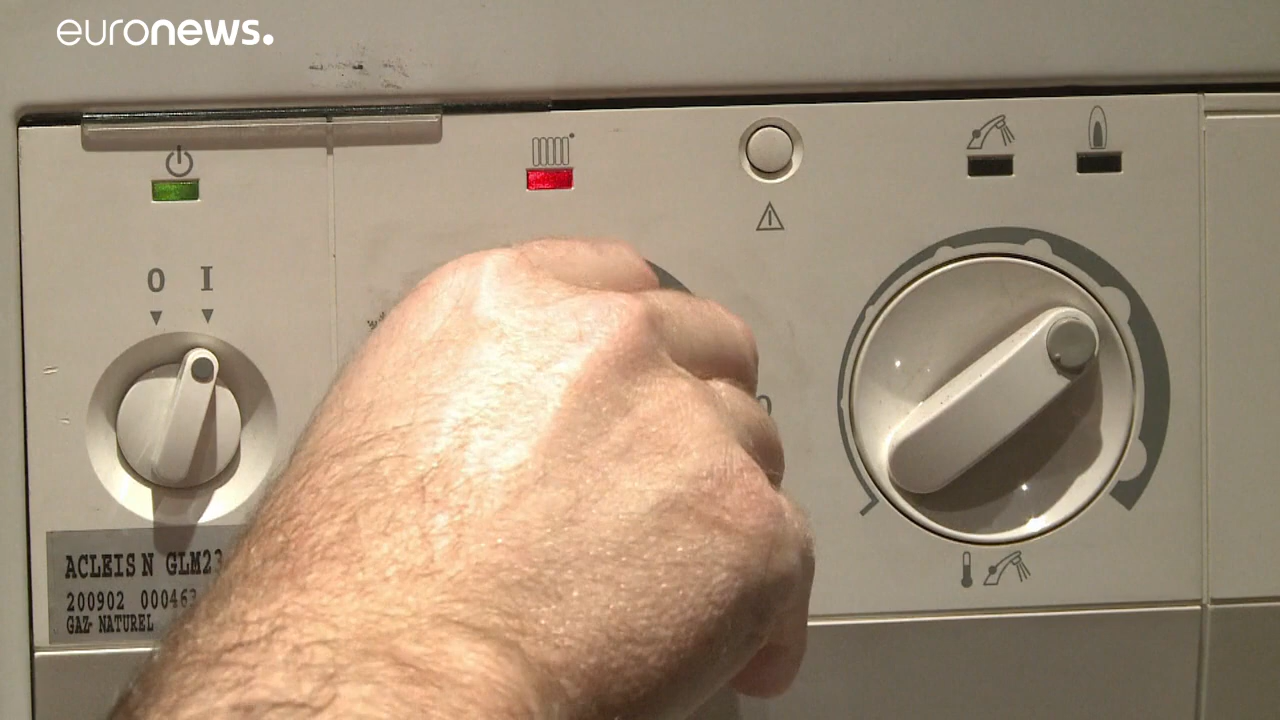 euronews.
0 I
ACLEIS N GLM23
200902 000463
GAZ NATUREL